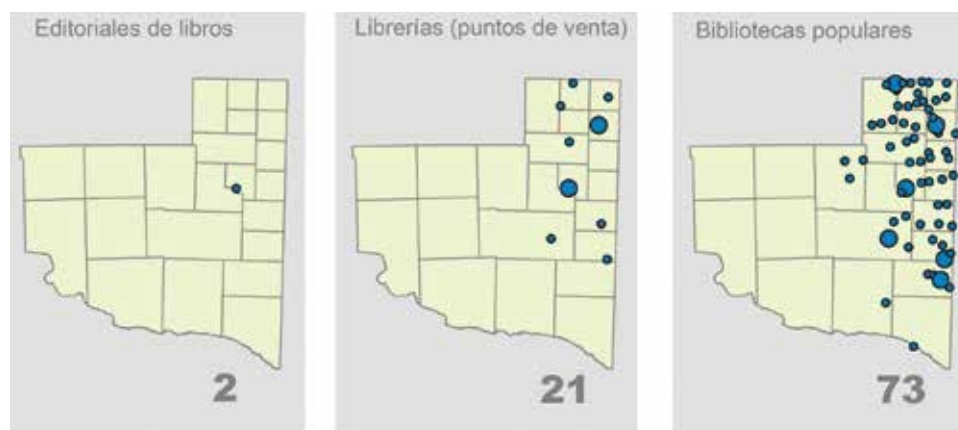 Editoriales de libros
2
Librerías (puntos de venta)
21
Bibliotecas populares
73